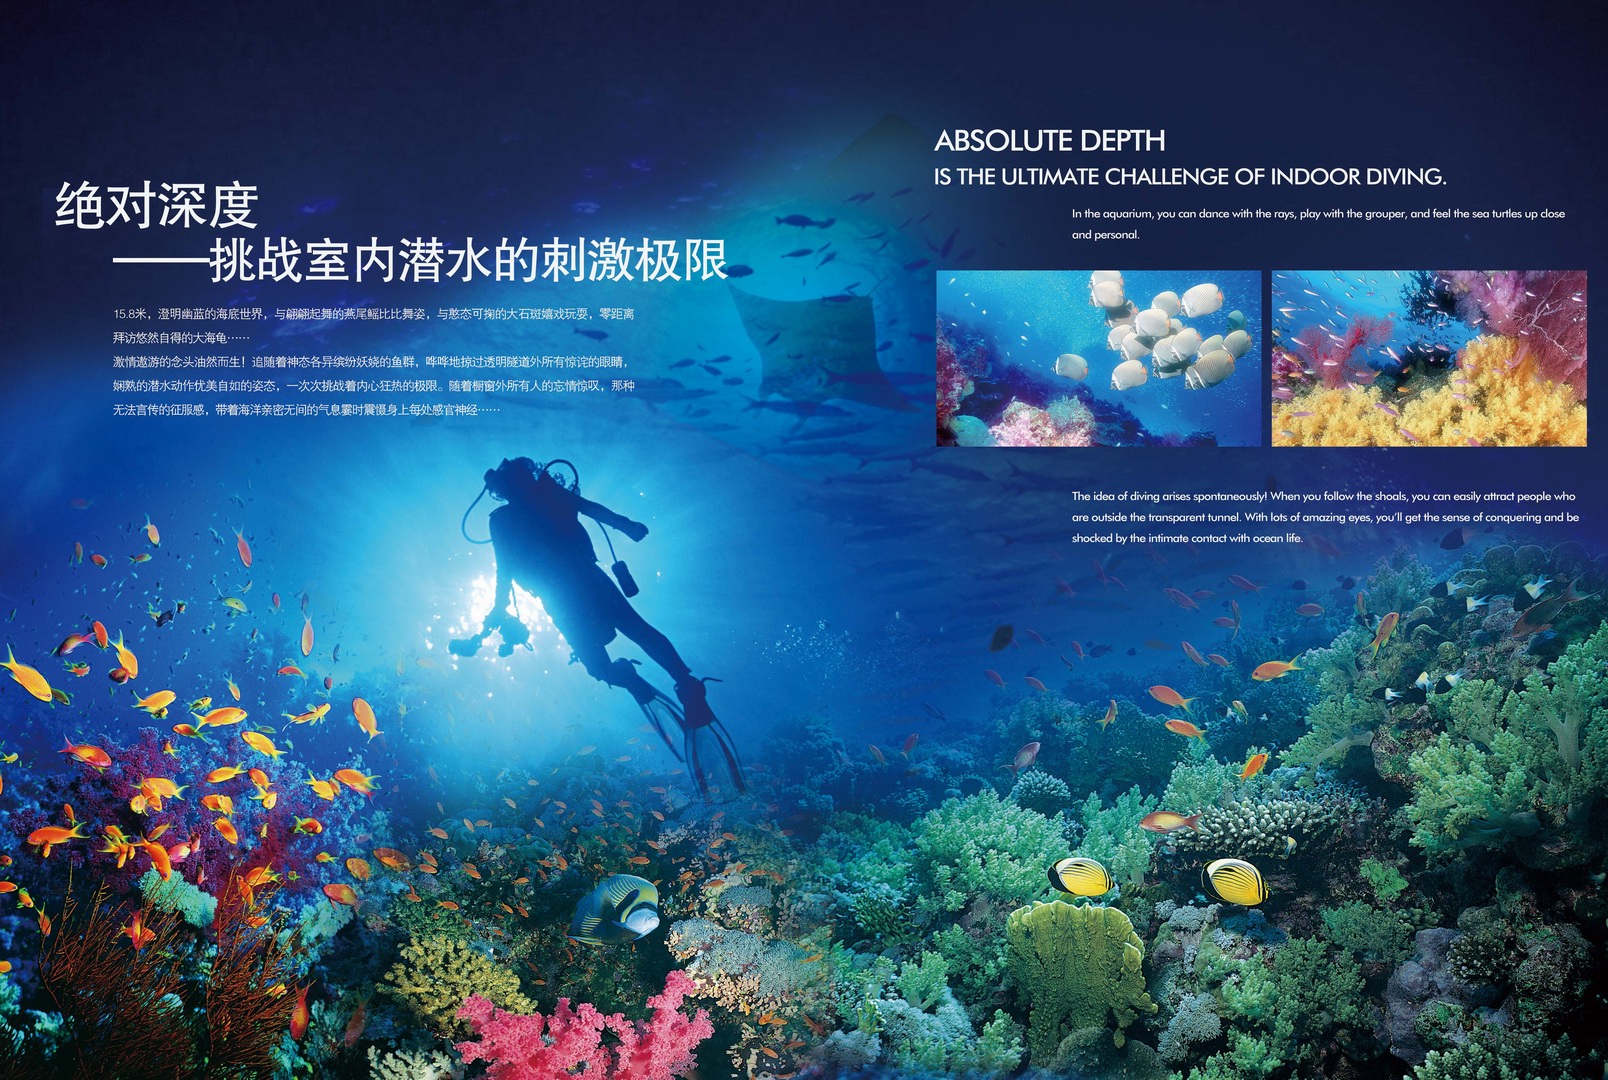 绝对深度
——挑战室内潜水的刺激极限
15.8米，澄明幽蓝的海底世界，与翩翩起舞的燕尾鳐比比舞姿，与憨态可掬的大石斑嬉戏玩耍，零距离
拜访悠然自得的大海龟……
激情遨游的念头油然而生！追随着神态各异缤纷妖娆的鱼群，哗哗地掠过透明隧道外所有惊诧的眼睛，
娴熟的潜水动作优美自如的姿态，一次次挑战着内心狂热的极限。随着橱窗外所有人的忘情惊叹，那种
无法言传的征服感，带着海洋亲密无间的气息霎时震慑身上每处感官神经……
ABSOLUTE DEPTH
IS THE ULTIMATE CHALLENGE OF INDOOR DIVING.
In the aquarium, you can dance with the rays, play with the grouper, and feel the sea turtles up close
and personal.
The idea of diving arises spontaneously! When you follow the shoals, you can easily attract people who
are outside the transparent tunnel. With lots of amazing eyes, you'll get the sense of conquering and be
shocked by the intimate contact with ocean life.